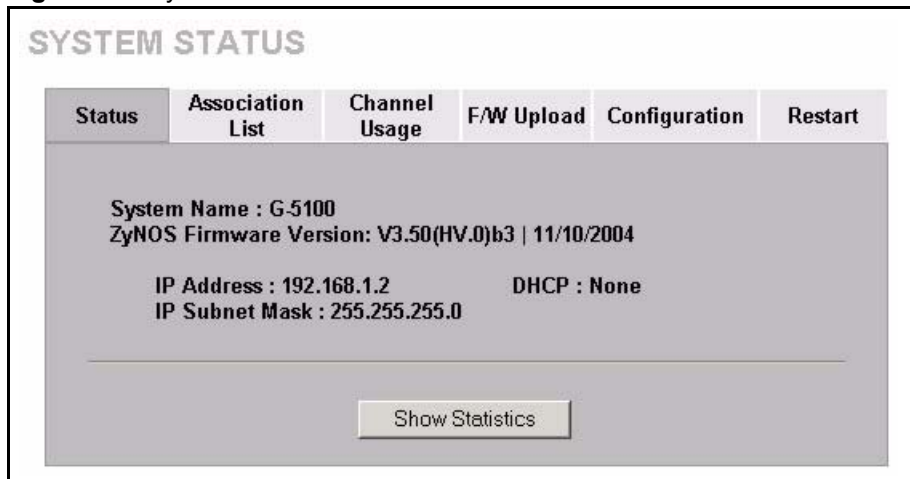 SYSTEM STATUS
Status
Association List
Channel Usage
F/W Upload
Configuration
Restart
System Name : G-5100
ZyNOS Firmware Version: V3.50(HV.0)b3 | 11/10/2004
IP Address : 192.168.1.2 DHCP : None
IP Subnet Mask : 255.255.255.0
Show Statistics